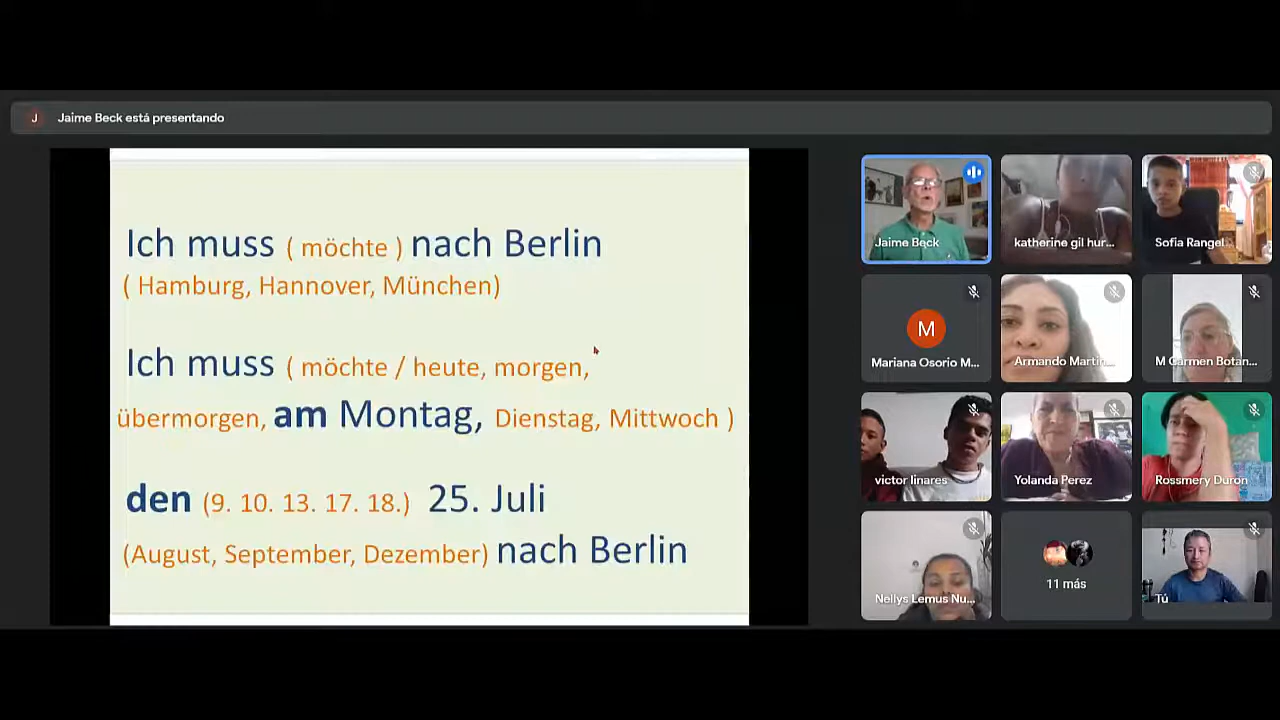 J Jaime Beck está presentando
Ich muss ( möchte ) nach Berlin
( Hamburg, Hannover, München)
Ich muss ( möchte / heute, morgen,
übermorgen, am Montag, Dienstag, Mittwoch )
den (9. 10. 13. 17. 18.) 25. Juli
(August, September, Dezember) nach Berlin
Jaime Beck
katherine gil hur...
Sofia Rangel...
M
Mariana Osorio M...
Armando Martin...
M Carmen Botan...
victor linares
Yolanda Perez
Rossmery Duron
Nellys Lemus Nu...
11 más
Tú